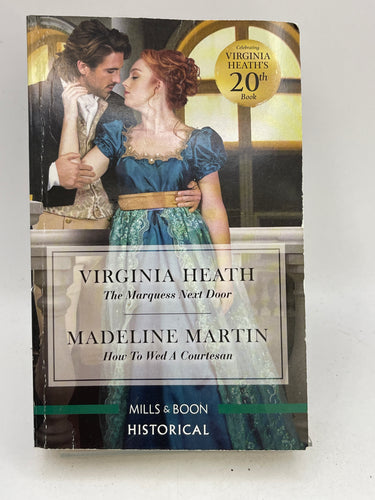 Celebrating
VIRGINIA
HEATH'S
20th
Book
VIRGINIA HEATH
The Marquess Next Door
MADELINE MARTIN
How To Wed A Courtesan
MILLS & BOON
HISTORICAL